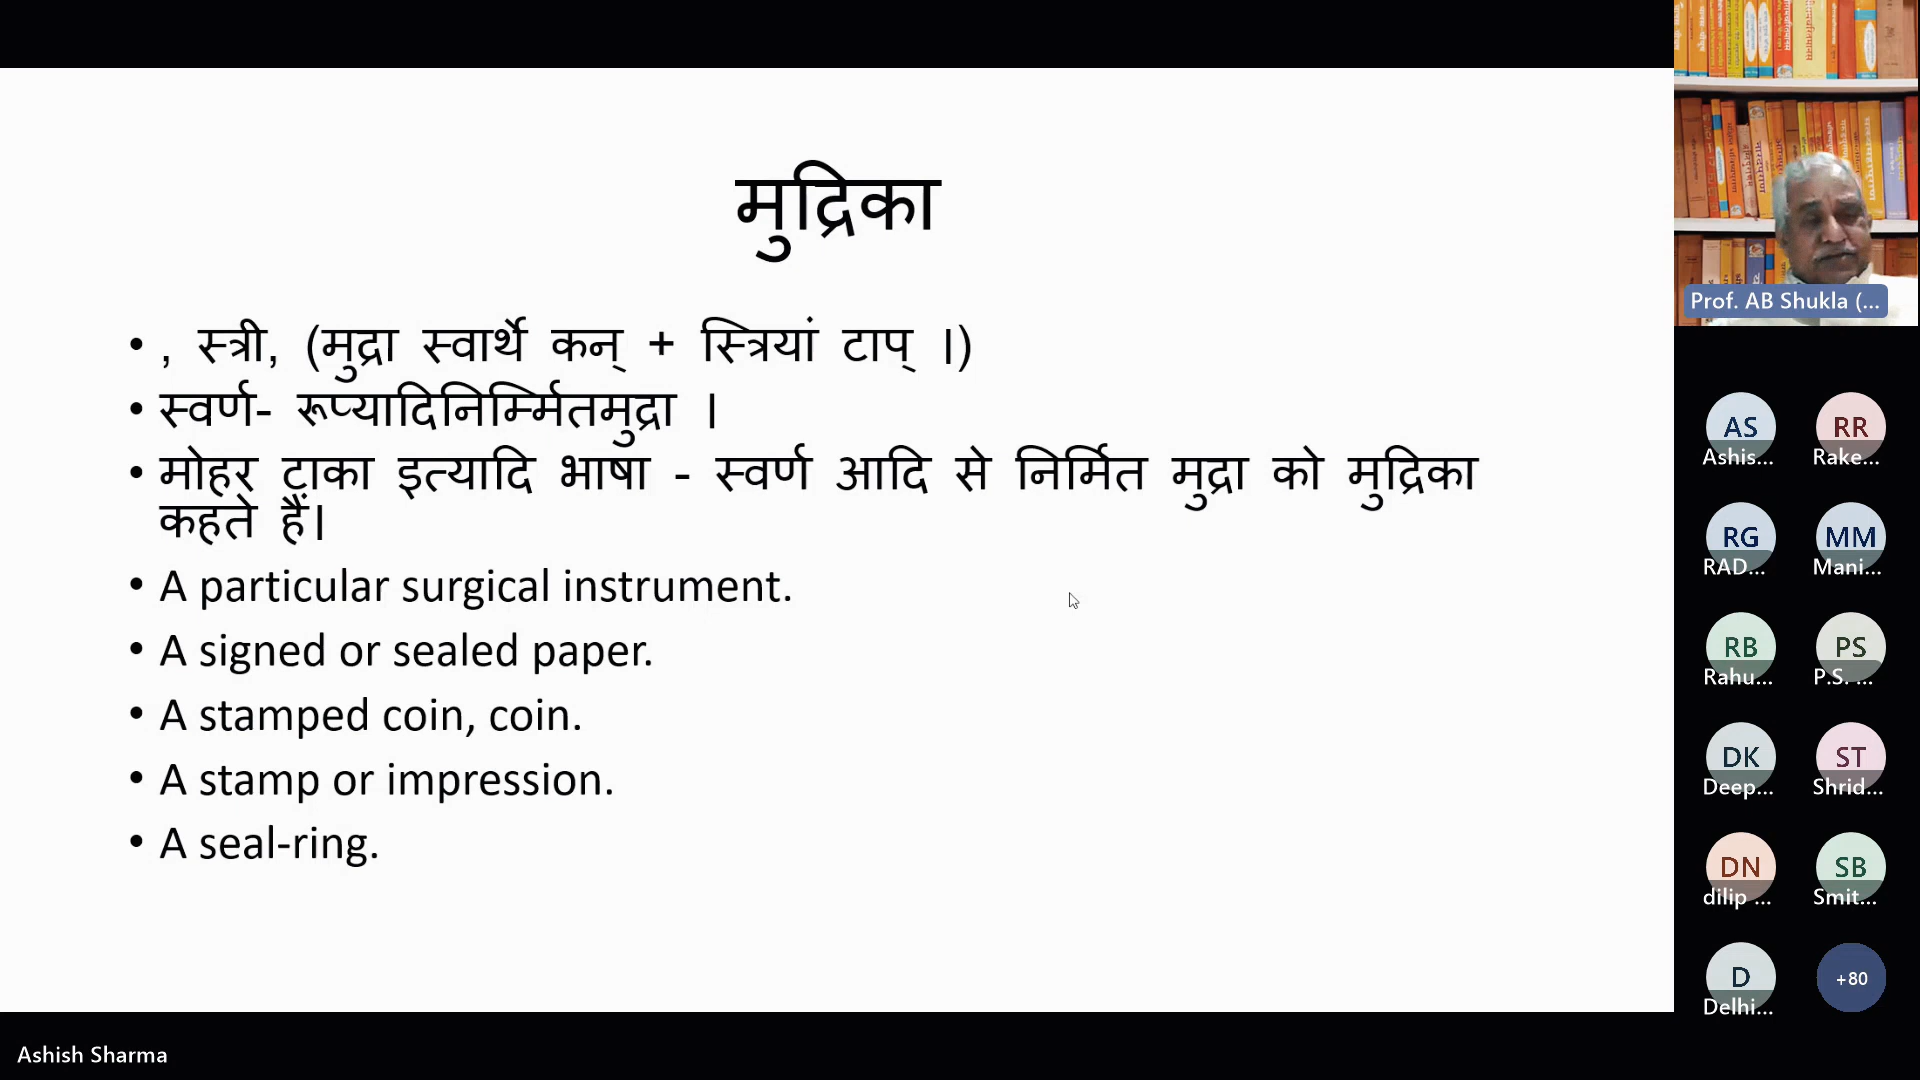 मुद्रिका
• , स्त्री, (मुद्रा स्वार्थे कन् + स्त्रियां टाप् ।)
• स्वर्ण- रूप्यादिनिर्म्मितमुद्रा ।
• मोहर टाका इत्यादि भाषा - स्वर्ण आदि से निर्मित मुद्रा को मुद्रिका
कहते हैं।
• A particular surgical instrument.
• A signed or sealed paper.
• A stamped coin, coin.
• A stamp or impression.
• A seal-ring.
Prof. AB Shukla (...
AS RR
Ashis... Rake...
RG MM
RAD... Mani...
RB PS
Rahu... P.S. ...
DK ST
Deep... Shrid...
DN SB
dilip ... Smit...
D +80
Delhi...
Ashish Sharma